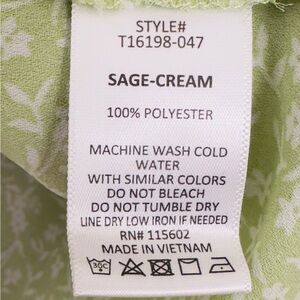 STYLE#
T16198-047
SAGE-CREAM
100% POLYESTER
MACHINE WASH COLD
WATER
WITH SIMILAR COLORS
DO NOT BLEACH
DO NOT TUMBLE DRY
LINE DRY LOW IRON IF NEEDED
RN# 115602
MADE IN VIETNAM
30C